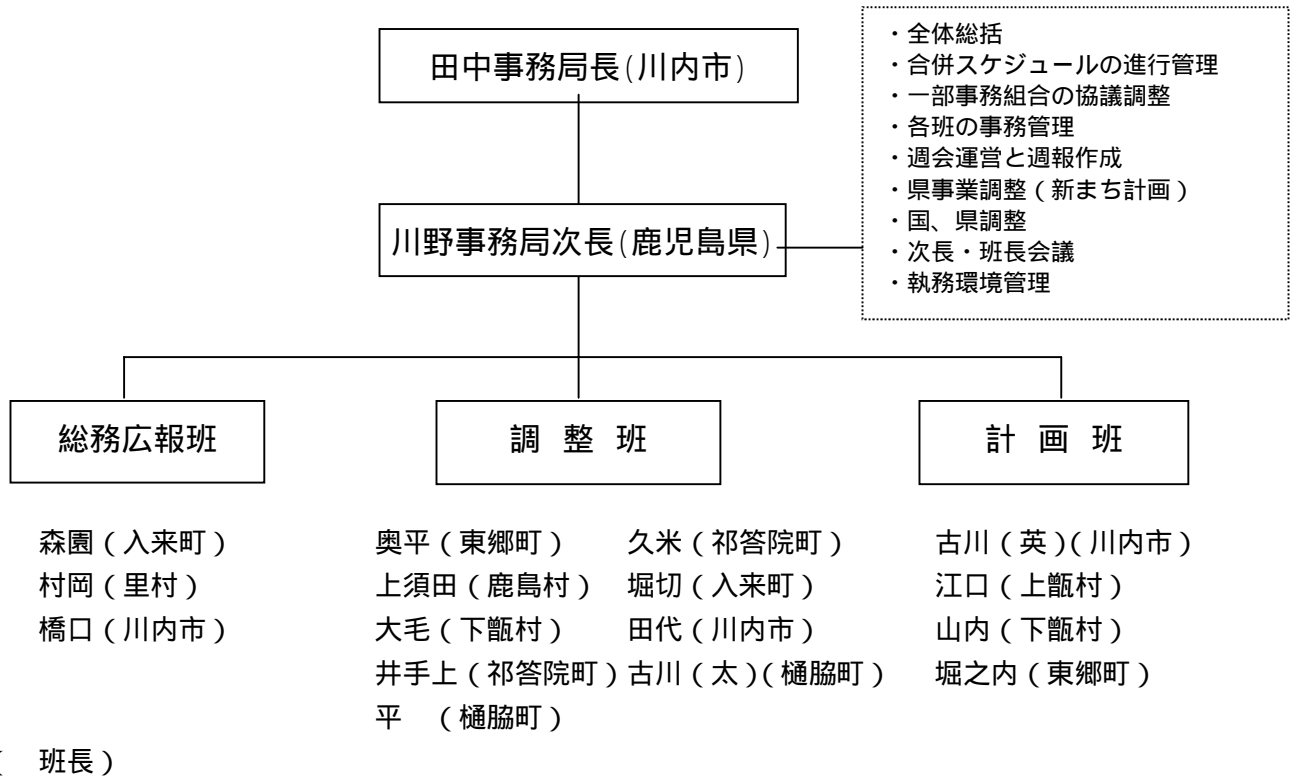 田中事務局長(川内市)
・全体総括
・合併スケジュールの進行管理
・一部事務組合の協議調整
・各班の事務管理
・週会運営と週報作成
・県事業調整(新まち計画)
・国、県調整
・次長・班長会議
・執務環境管理
川野事務局次長(鹿児島県)
総務広報班
森園(入来町)
村岡(里村)
橋口(川内市)
調 整 班
奥平(東郷町) 久米(祁答院町)
上須田(鹿島村) 堀切(入来町)
大毛(下甑村) 田代(川内市)
井手上(祁答院町) 古川(太)(樋脇町)
平 (樋脇町)
計 画 班
古川(英)(川内市)
江口(上甑村)
山内(下甑村)
堀之内(東郷町)
( 班長)